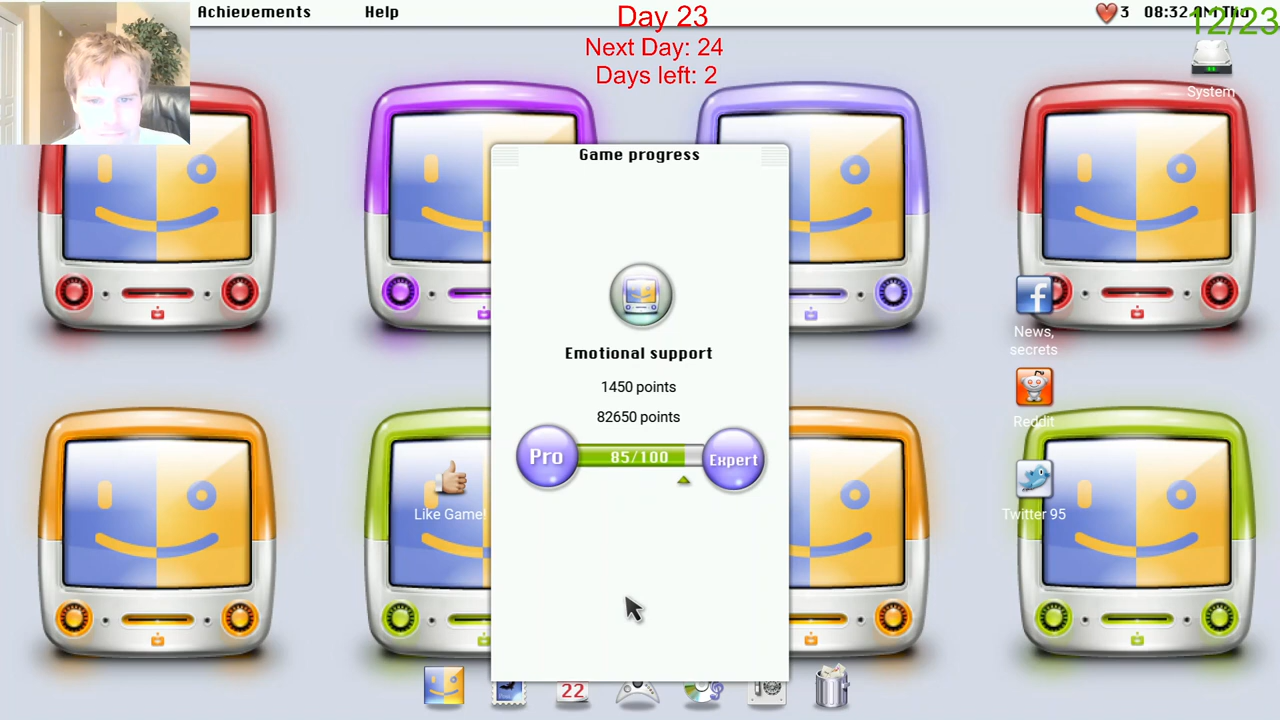 Achievements
Help
Day 23
Next Day: 24
Days left: 2
3
08:32 AM Thu
12/23
System
Game progress
Emotional support
1450 points
82650 points
Pro
85/100
Expert
News,
secrets
Reddit
Like Game!
Twitter 95
22